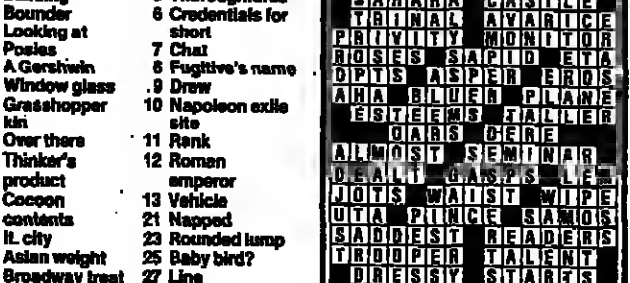 Bounder
Looking at
Posies
A Gershwin
Window glass
Grasshopper
kin
Over there
Thinker's
product
Cocoon
contents
It. city
Asian weight
Broadway treat
6 Credentials for
short
7 Chat
8 Fugitive's name
9 Drew
10 Napoleon exile
site
11 Rank
12 Roman
emperor
13 Vehicle
21 Napped
23 Rounded lump
25 Baby bird?
27 Line
SAHARA CASTLE
TRINAL AVARICE
PRIVITY MONITOR
ROSES SAPID ETA
OPTS ASPER EROS
AHA BLUER PLANE
ESTEEMS TALLER
OARS DERE
ALMOST SEMINAR
DEALT GASPS LE
JOTS WAIST WIPE
UTA PINCE SAMOS
SADDEST READERS
TROOPER TALENT
DRESSY STARTS